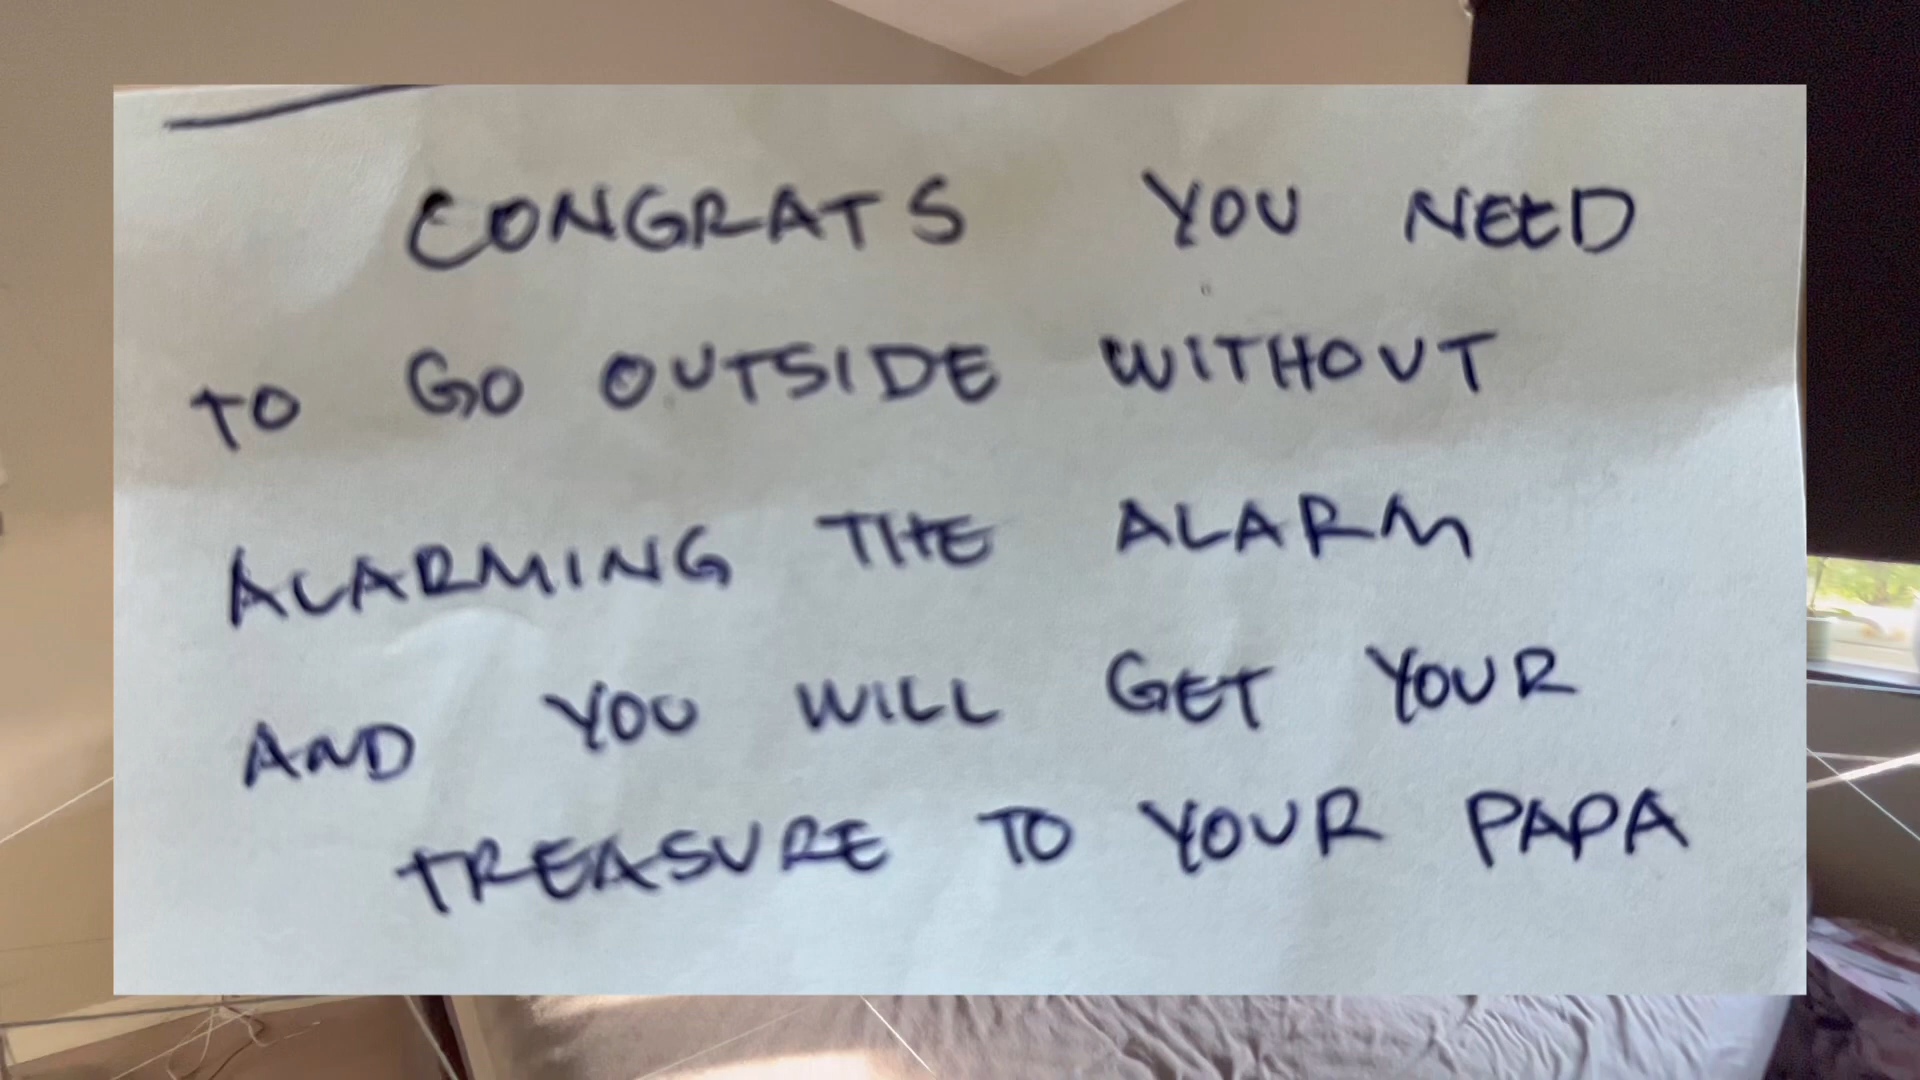 CONGRATS YOU NEED
TO GO OUTSIDE WITHOUT
ALARMING THE ALARM
AND YOU WILL GET YOUR
TREASURE TO YOUR PAPA